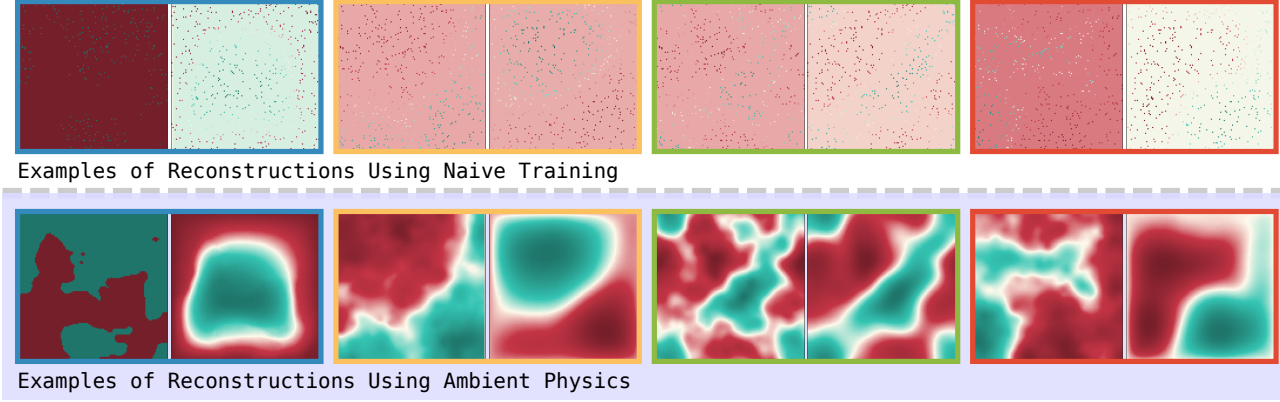 Examples of Reconstructions Using Naive Training
Examples of Reconstructions Using Ambient Physics